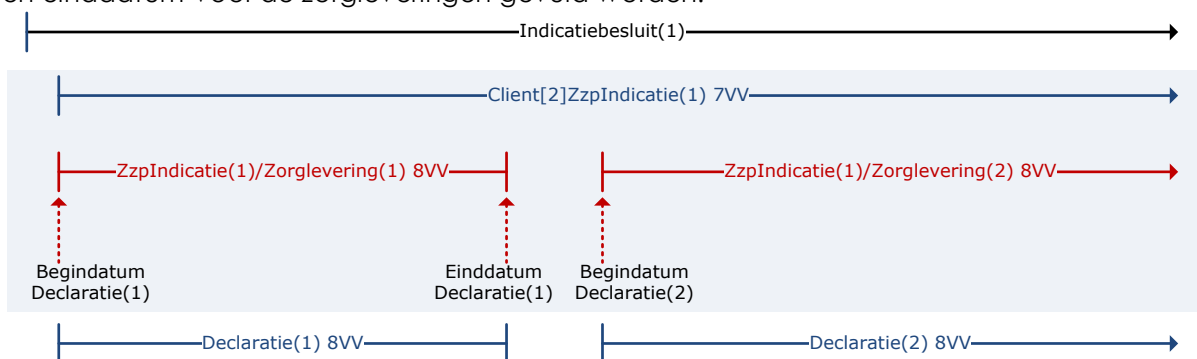 en einddatum voor de zorgleveringen gevuld worden.
Indicatiebesluit(1)
Client[2]ZzpIndicatie(1) 7VV
ZzpIndicatie(1)/Zorglevering(1) 8VV
ZzpIndicatie(1)/Zorglevering(2) 8VV
Begindatum
Declaratie(1)
Einddatum
Declaratie(1)
Begindatum
Declaratie(2)
Declaratie(1) 8VV
Declaratie(2) 8VV